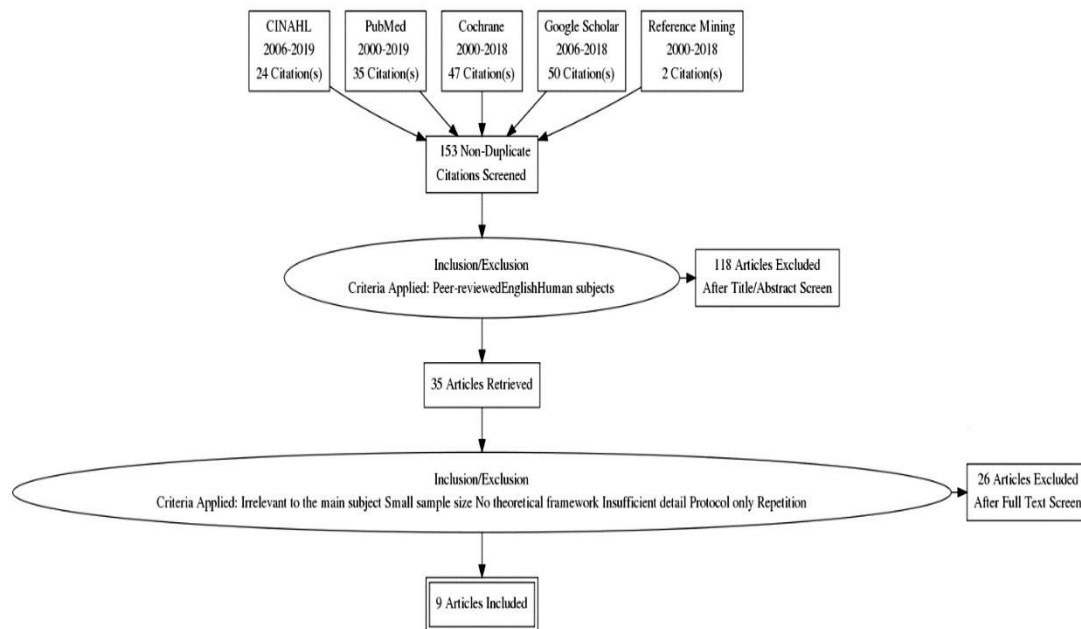 CINAHL
2006-2019
24 Citation(s)
PubMed
2000-2019
35 Citation(s)
Cochrane
2000-2018
47 Citation(s)
Google Scholar
2006-2018
50 Citation(s)
Reference Mining
2000-2018
2 Citation(s)
153 Non-Duplicate
Citations Screened
Inclusion/Exclusion
Criteria Applied: Peer-reviewedEnglishHuman subjects
118 Articles Excluded
After Title/Abstract Screen
35 Articles Retrieved
Inclusion/Exclusion
Criteria Applied: Irrelevant to the main subject Small sample size No theoretical framework Insufficient detail Protocol only Repetition
26 Articles Excluded
After Full Text Screen
9 Articles Included